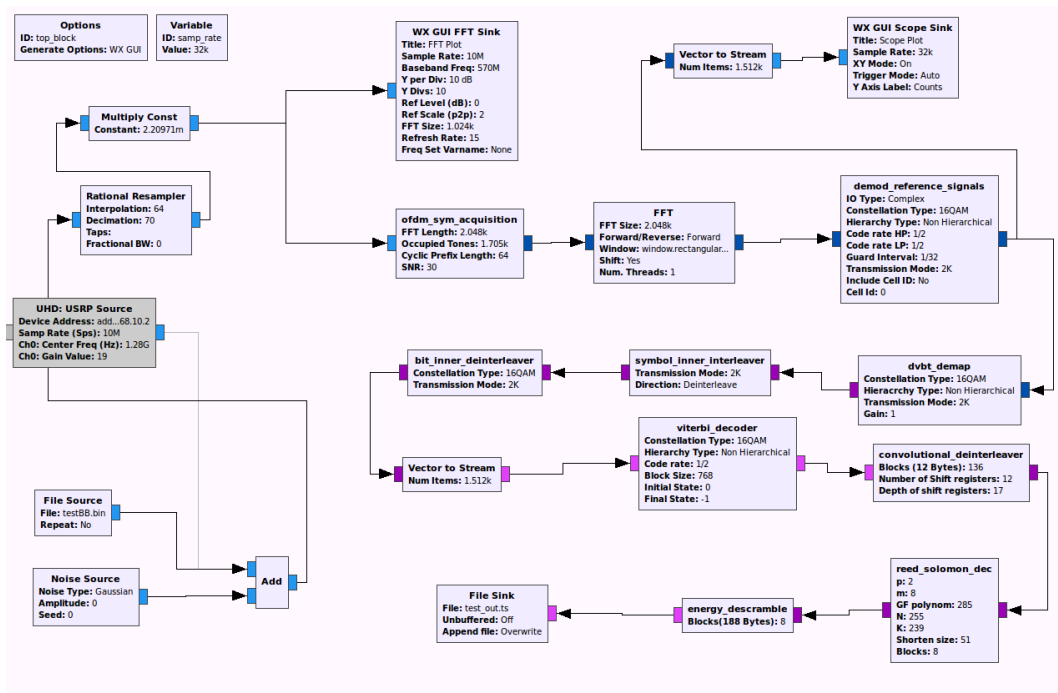 Options
ID: top_block
Generate Options: WX GUI
Variable
ID: samp_rate
Value: 32k
WX GUI FFT Sink
Title: FFT Plot
Sample Rate: 10M
Baseband Freq: 570M
Y per Div: 10 dB
Y Divs: 10
Ref Level (dB): 0
Ref Scale (p2p): 2
FFT Size: 1.024k
Refresh Rate: 15
Freq Set Varname: None
Vector to Stream
Num Items: 1.512k
WX GUI Scope Sink
Title: Scope Plot
Sample Rate: 32k
XY Mode: On
Trigger Mode: Auto
Y Axis Label: Counts
Multiply Const
Constant: 2.20971m
Rational Resampler
Interpolation: 64
Decimation: 70
Taps:
Fractional BW: 0
ofdm_sym_acquisition
FFT Length: 2.048k
Occupied Tones: 1.705k
Cyclic Prefix Length: 64
SNR: 30
FFT
FFT Size: 2.048k
Forward/Reverse: Forward
Window: window.rectangular...
Shift: Yes
Num. Threads: 1
demod_reference_signals
IO Type: Complex
Constellation Type: 16QAM
Hierarchy Type: Non Hierarchical
Code rate HP: 1/2
Code rate LP: 1/2
Guard Interval: 1/32
Transmission Mode: 2K
Include Cell ID: No
Cell Id: 0
UHD: USRP Source
Device Address: add...68.10.2
Samp Rate (Sps): 10M
Ch0: Center Freq (Hz): 1.28G
Ch0: Gain Value: 19
bit_inner_deinterleaver
Constellation Type: 16QAM
Transmission Mode: 2K
symbol_inner_interleaver
Transmission Mode: 2K
Direction: Deinterleave
dvbt_demap
Constellation Type: 16QAM
Hieracrchy Type: Non Hierarchical
Transmission Mode: 2K
Gain: 1
Vector to Stream
Num Items: 1.512k
viterbi_decoder
Constellation Type: 16QAM
Hierarchy Type: Non Hierarchical
Code rate: 1/2
Block Size: 768
Initial State: 0
Final State: -1
convolutional_deinterleaver
Blocks (12 Bytes): 136
Number of Shift registers: 12
Depth of shift registers: 17
File Source
File: testBB.bin
Repeat: No
Noise Source
Noise Type: Gaussian
Amplitude: 0
Seed: 0
Add
File Sink
File: test_out.ts
Unbuffered: Off
Append file: Overwrite
energy_descramble
Blocks(188 Bytes): 8
reed_solomon_dec
p: 2
m: 8
GF polynom: 285
N: 255
K: 239
Shorten size: 51
Blocks: 8